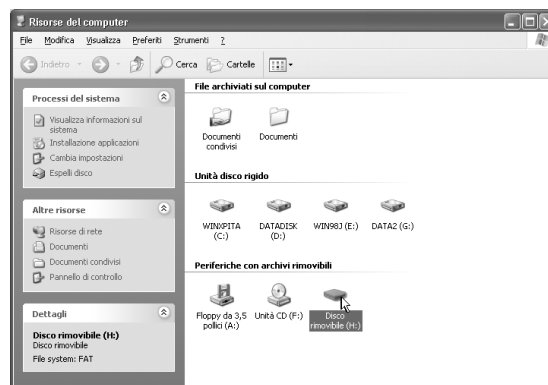 Risorse del computer
File Modifica Visualizza Preferiti Strumenti ?
Indietro Cerca Cartelle
Processi del sistema
Visualizza informazioni sul
sistema
Installazione applicazioni
Cambia impostazioni
Espelli disco
Altre risorse
Risorse di rete
Documenti
Documenti condivisi
Pannello di controllo
Dettagli
Disco rimovibile (H:)
Disco rimovibile
File system: FAT
File archiviati sul computer
Documenti
condivisi
Documenti
Unità disco rigido
WINXPITA
(C:)
DATADISK
(D:)
WIN98J (E:)
DATA2 (G:)
Periferiche con archivi rimovibili
Floppy da 3,5
pollici (A:)
Unità CD (F:)
Disco
rimovibile (H:)